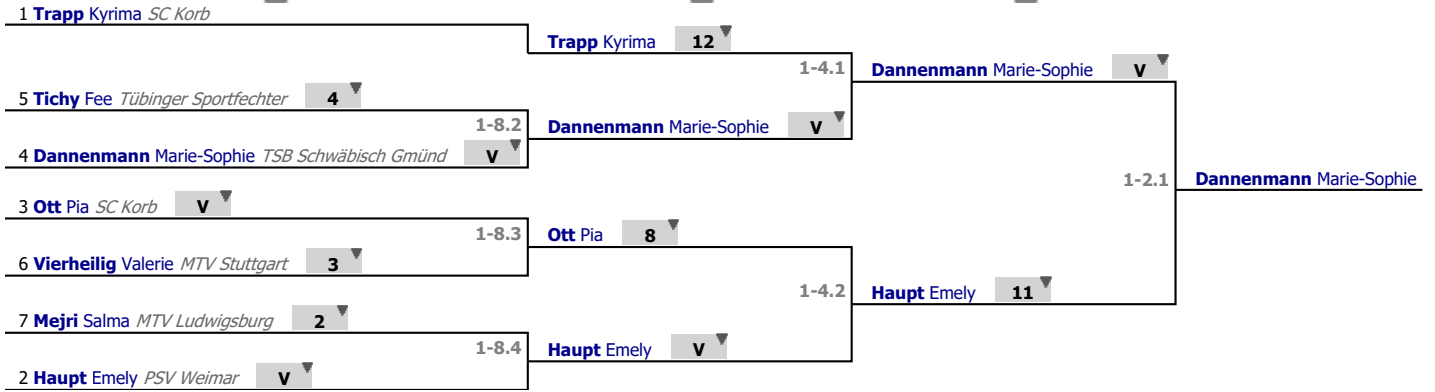 1 Trapp Kyrima SC Korb
Trapp Kyrima 12
1-4.1
Dannenmann Marie-Sophie V
5 Tichy Fee Tübinger Sportfechter 4
1-8.2
Dannenmann Marie-Sophie V
4 Dannenmann Marie-Sophie TSB Schwäbisch Gmünd V
1-2.1
Dannenmann Marie-Sophie
3 Ott Pia SC Korb V
1-8.3
Ott Pia 8
6 Vierheilig Valerie MTV Stuttgart 3
1-4.2
Haupt Emely 11
7 Mejri Salma MTV Ludwigsburg 2
1-8.4
Haupt Emely V
2 Haupt Emely PSV Weimar V